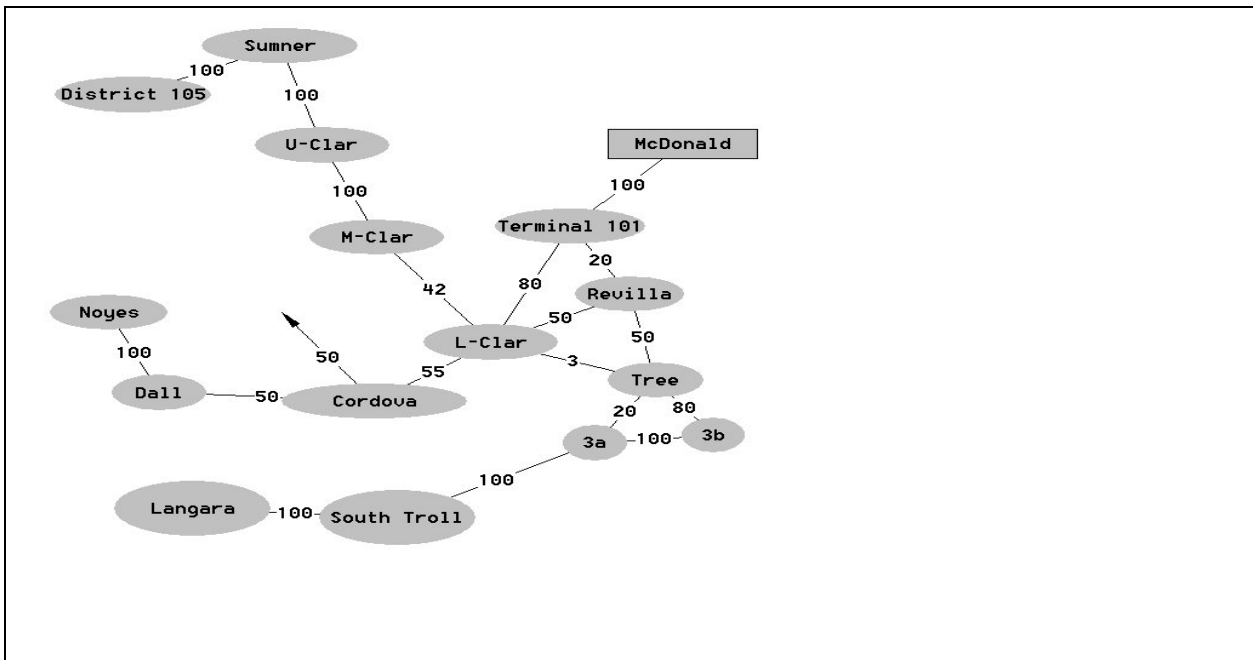 Sumner
100
District 105
100
U-Clar
McDonald
100
100
M-Clar
Terminal 101
20
42
80
Revilla
Noyes
50
50
L-Clar
100
50
55
3
Tree
Dall
50
Cordova
20
80
3a
100
3b
100
Langara
100
South Troll